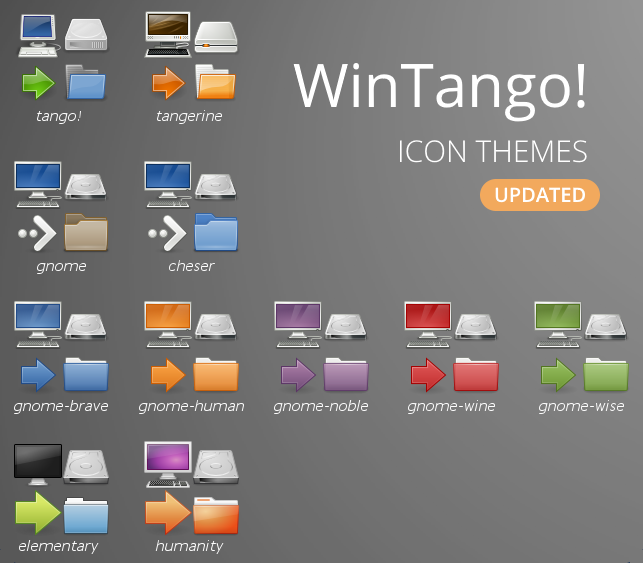 WinTango!
ICON THEMES
UPDATED
tango! tangerine
gnome cheser
gnome-brave gnome-human gnome-noble gnome-wine gnome-wise
elementary humanity